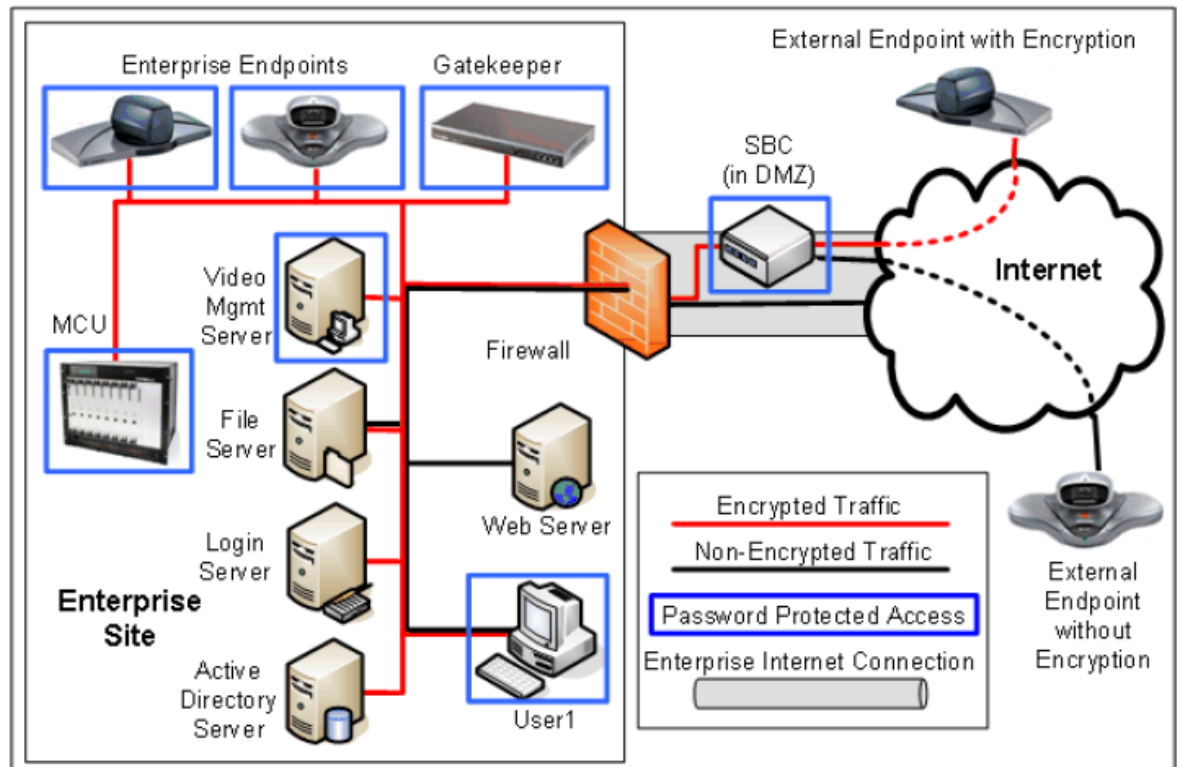 External Endpoint with Encryption
Enterprise Endpoints
Gatekeeper
SBC
(in DMZ)
Internet
Video
Mgmt
Server
MCU
Firewall
File
Server
Web Server
Login
Server
Enterprise
Site
Active
Directory
Server
User1
Encrypted Traffic
Non-Encrypted Traffic
Password Protected Access
Enterprise Internet Connection
External
Endpoint
without
Encryption